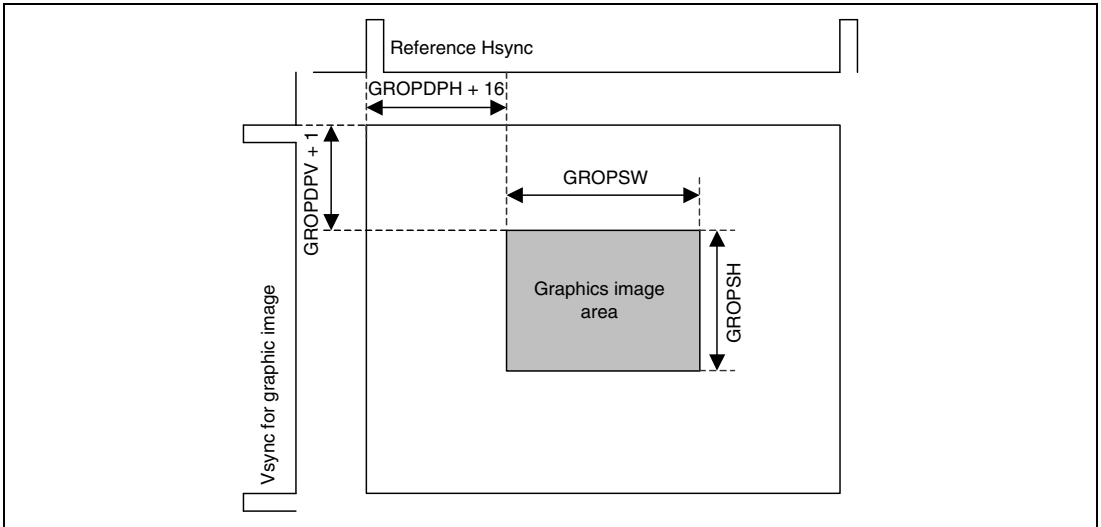 Reference Hsync
GROPDPH + 16
GROPDPV + 1
GROPSW
Graphics image
area
GROPSH
Vsync for graphic image